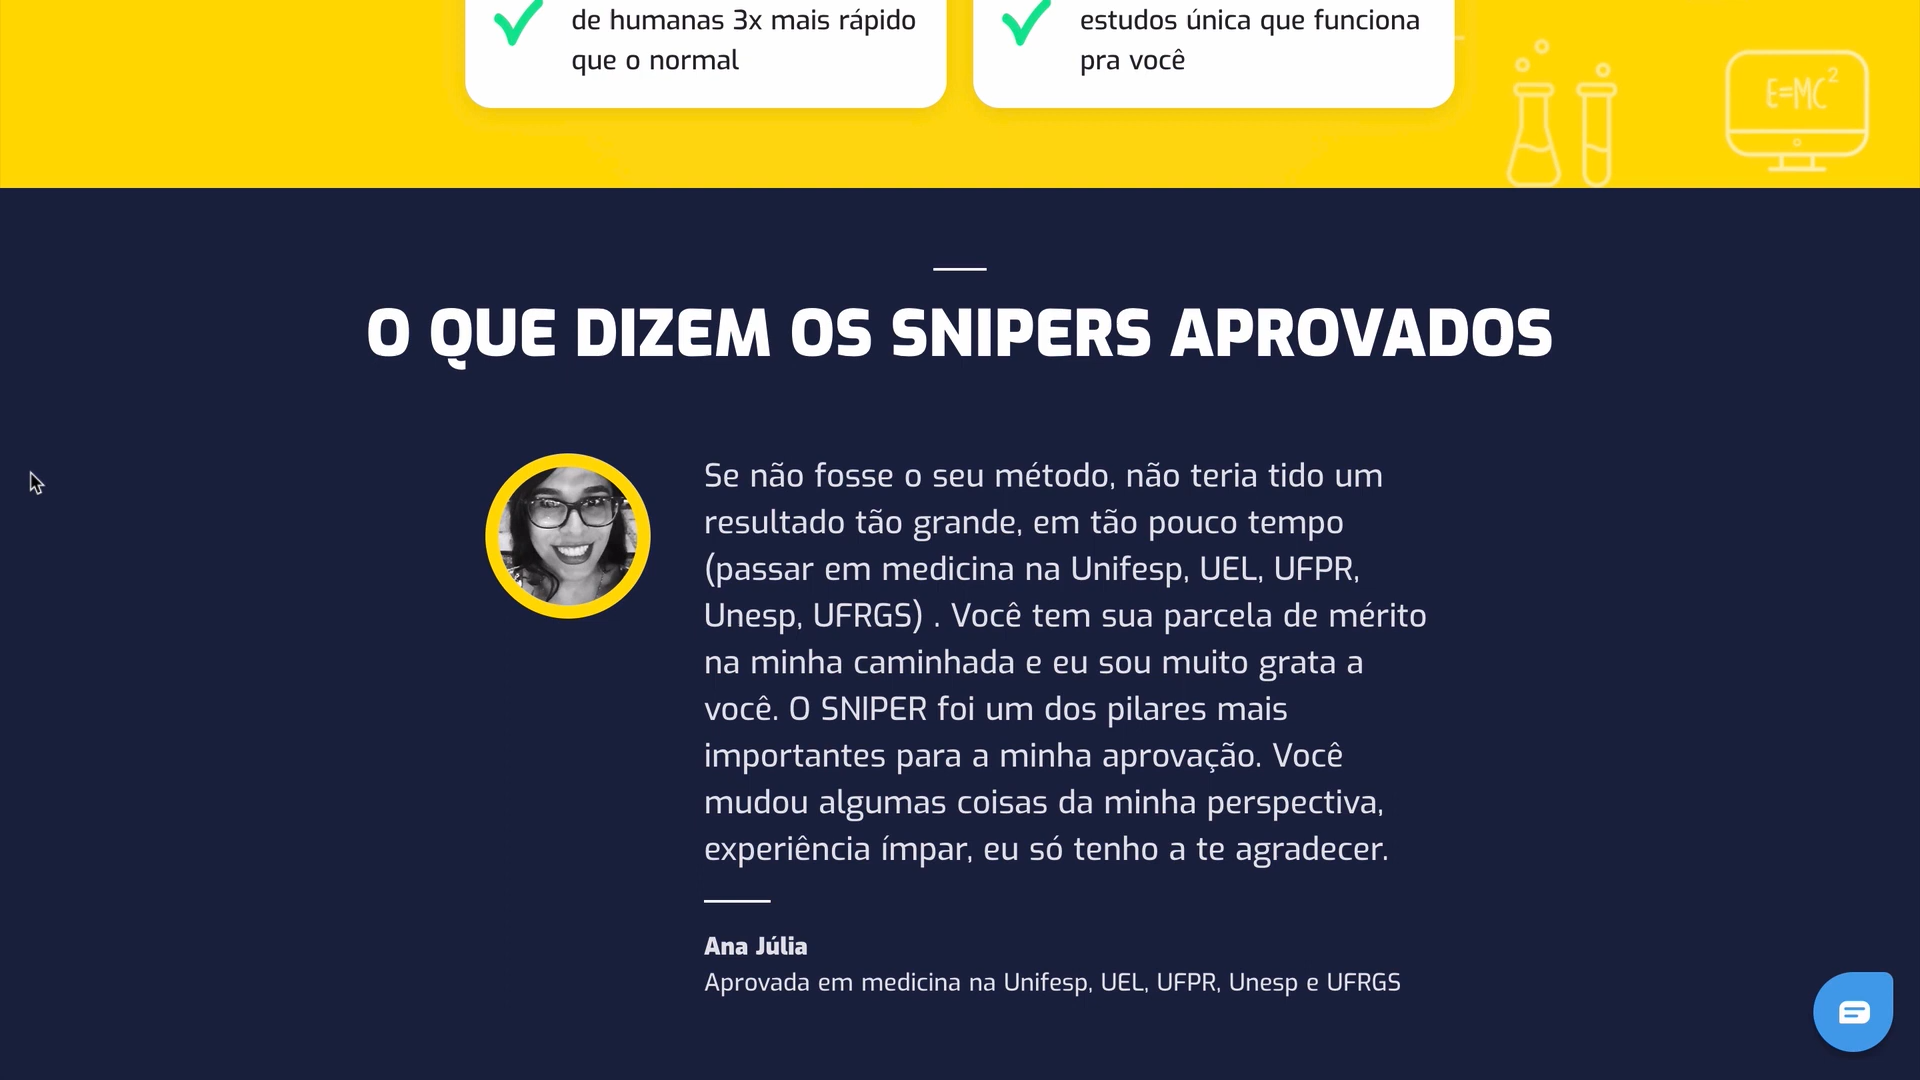 de humanas 3x mais rápido
que o normal
estudos única que funciona
pra você
E=MC²
O QUE DIZEM OS SNIPERS APROVADOS
Se não fosse o seu método, não teria tido um
resultado tão grande, em tão pouco tempo
(passar em medicina na Unifesp, UEL, UFPR,
Unesp, UFRGS) . Você tem sua parcela de mérito
na minha caminhada e eu sou muito grata a
você. O SNIPER foi um dos pilares mais
importantes para a minha aprovação. Você
mudou algumas coisas da minha perspectiva,
experiência ímpar, eu só tenho a te agradecer.
Ana Júlia
Aprovada em medicina na Unifesp, UEL, UFPR, Unesp e UFRGS